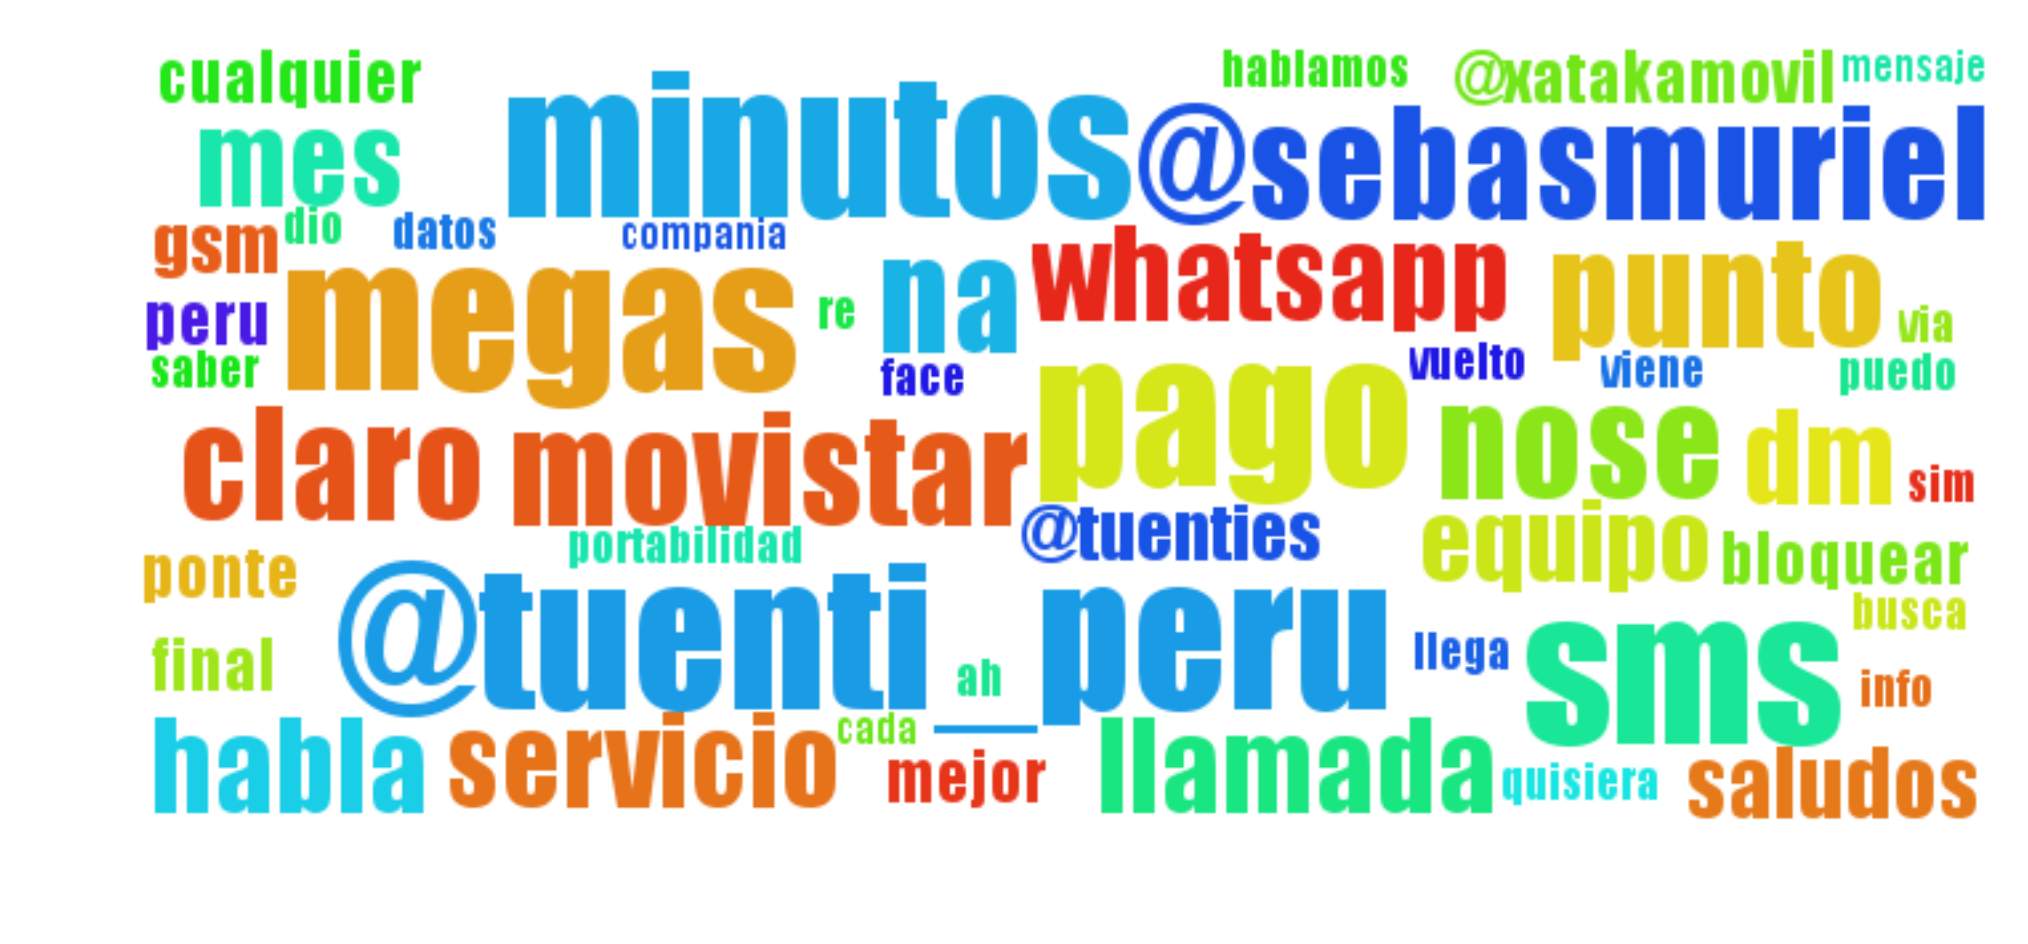 cualquier
hablamos
@xatakamovil
mensaje
mes
minutos
@sebasmuriel
gsm
dio
datos
compania
megas
na
whatsapp
punto
peru
re
via
saber
face
vuelto
viene
puedo
claro
movistar
pago
nose
dm
sim
portabilidad
@tuenties
equipo
bloquear
ponte
@tuenti_peru
busca
final
ah
llega
sms
info
habla
servicio
cada
mejor
llamada
quisiera
saludos